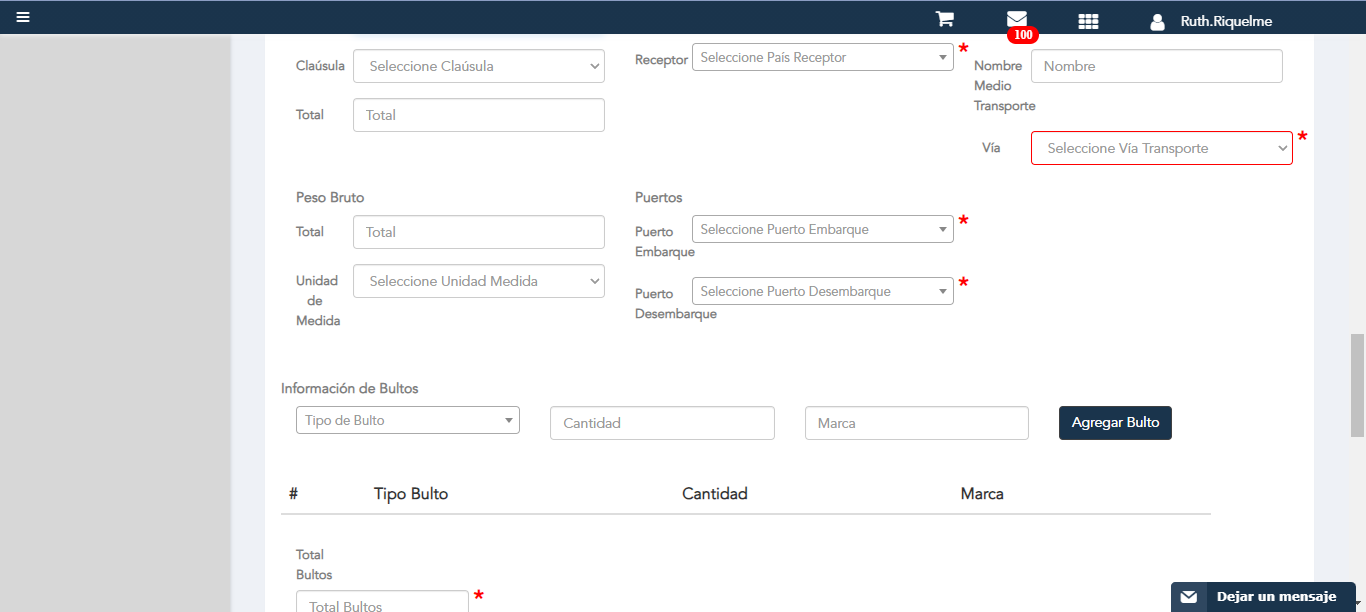 Ruth.Riquelme
100
Claúsula
Seleccione Claúsula
Receptor
Seleccione País Receptor
*
Nombre
Medio
Transporte
Nombre
Total
Total
Vía
Seleccione Vía Transporte
*
Peso Bruto
Puertos
Total
Total
Puerto
Embarque
Seleccione Puerto Embarque
*
Unidad
de
Medida
Seleccione Unidad Medida
Puerto
Desembarque
Seleccione Puerto Desembarque
*
Información de Bultos
Tipo de Bulto
Cantidad
Marca
Agregar Bulto
# Tipo Bulto Cantidad Marca
Total
Bultos
Total Bultos
*
Dejar un mensaje